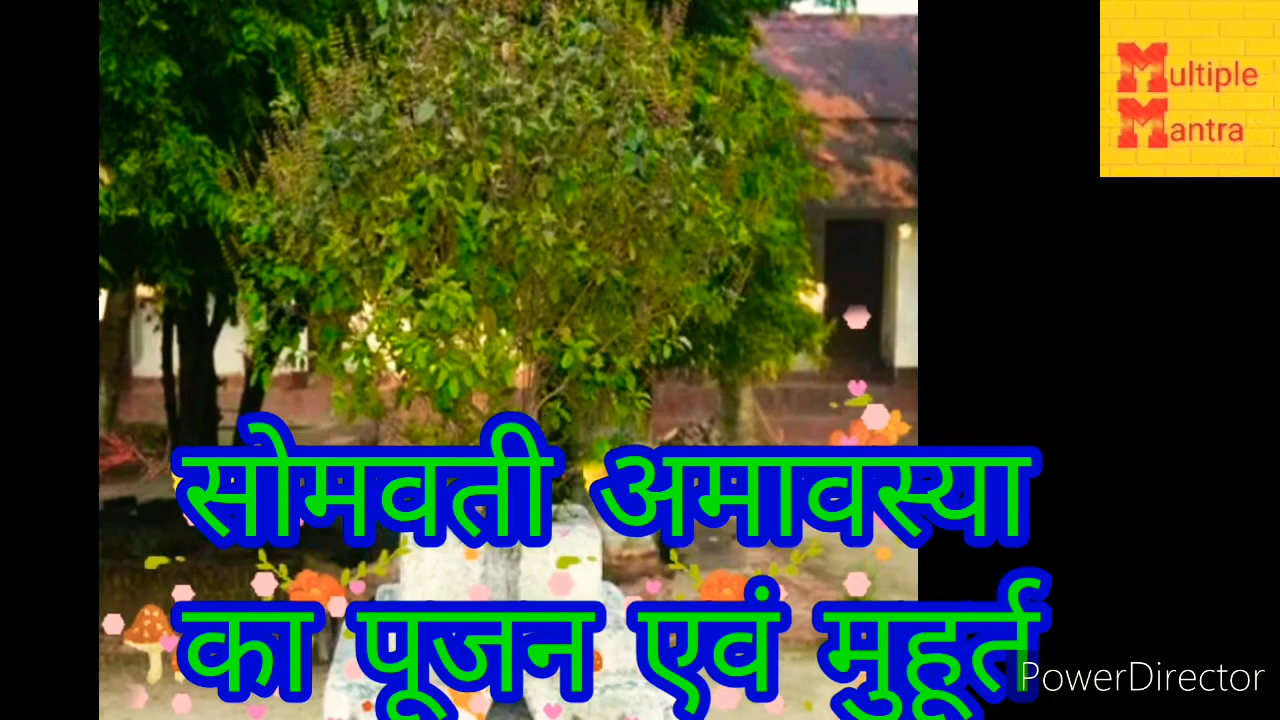 Multiple
Mantra
सोमवती अमावस्या
का पूजन एवं मुहूर्त
PowerDirector